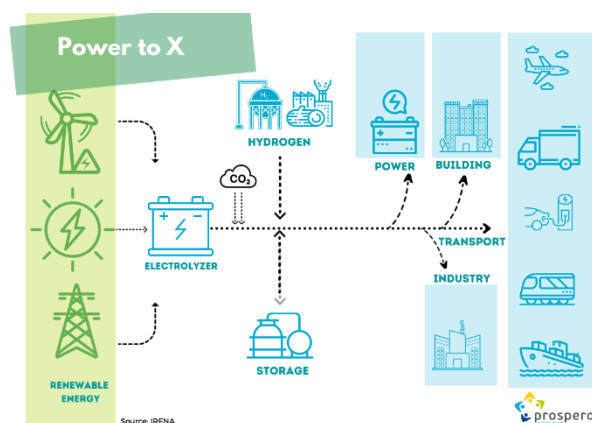 Power to X
H₂
HYDROGEN
POWER
BUILDING
CO₂
ELECTROLYZER
TRANSPORT
INDUSTRY
STORAGE
RENEWABLE
ENERGY
Source: IRENA
prospero